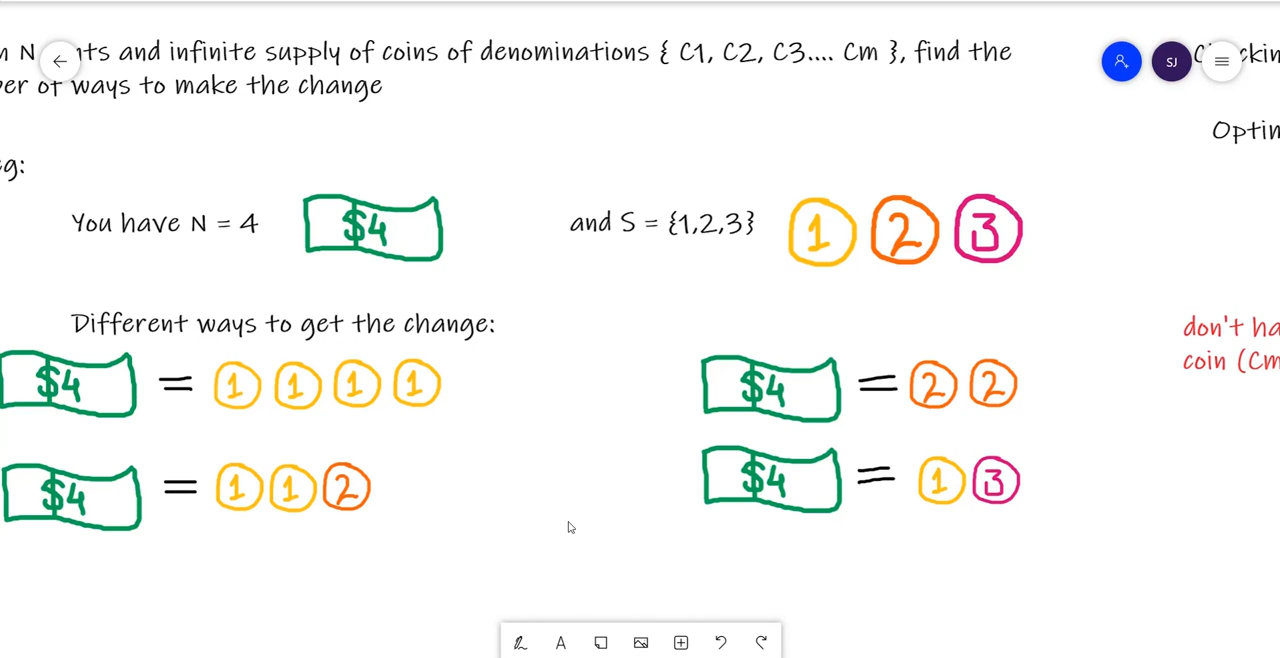 N nts and infinite supply of coins of denominations { C1, C2, C3.... Cm }, find the
er of ways to make the change
SJ
kin
Optim
g:
You have N = 4
$4
and S = {1,2,3}
1 2 3
Different ways to get the change:
don't ha
coin (Cm
$4 = 1 1 1 1
$4 = 2 2
$4 = 1 1 2
$4 = 1 3
A